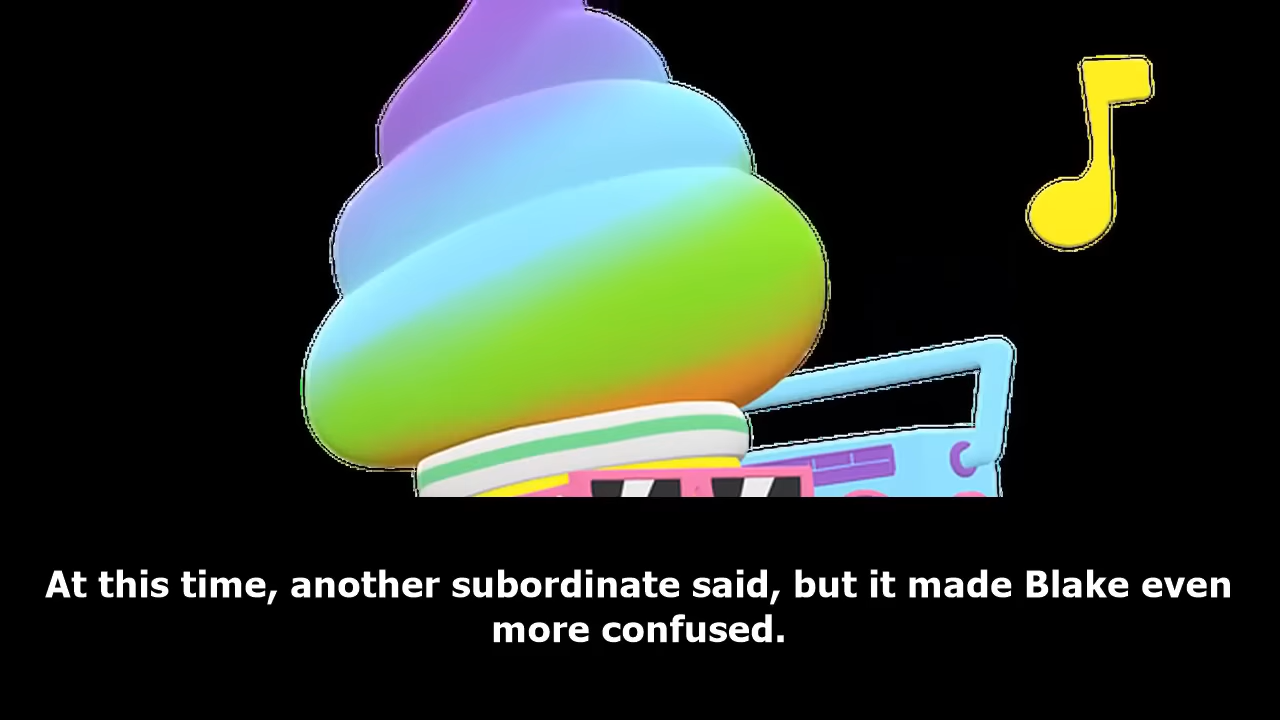 At this time, another subordinate said, but it made Blake even
more confused.